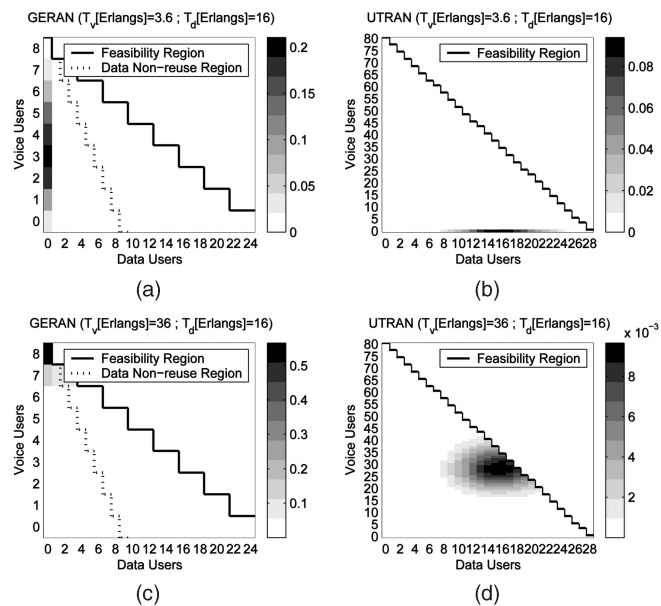 GERAN (Tv[Erlangs]=3.6 ; Td[Erlangs]=16)
Feasibility Region
Data Non-reuse Region
Voice Users
8
7
6
5
4
3
2
1
0
0 2 4 6 8 10 12 14 16 18 20 22 24
Data Users
0.2
0.15
0.1
0.05
0
(a)
UTRAN (Tv[Erlangs]=3.6 ; Td[Erlangs]=16)
Feasibility Region
Voice Users
80
75
70
65
60
55
50
45
40
35
30
25
20
15
10
5
0
0 2 4 6 8 10 12 14 16 18 20 22 24 26 28
Data Users
0.08
0.06
0.04
0.02
0
(b)
GERAN (Tv[Erlangs]=36 ; Td[Erlangs]=16)
Feasibility Region
Data Non-reuse Region
Voice Users
8
7
6
5
4
3
2
1
0
0 2 4 6 8 10 12 14 16 18 20 22 24
Data Users
0.5
0.4
0.3
0.2
0.1
(c)
UTRAN (Tv[Erlangs]=36 ; Td[Erlangs]=16)
x 10⁻³
Feasibility Region
Voice Users
80
75
70
65
60
55
50
45
40
35
30
25
20
15
10
5
0
0 2 4 6 8 10 12 14 16 18 20 22 24 26 28
Data Users
8
6
4
2
(d)